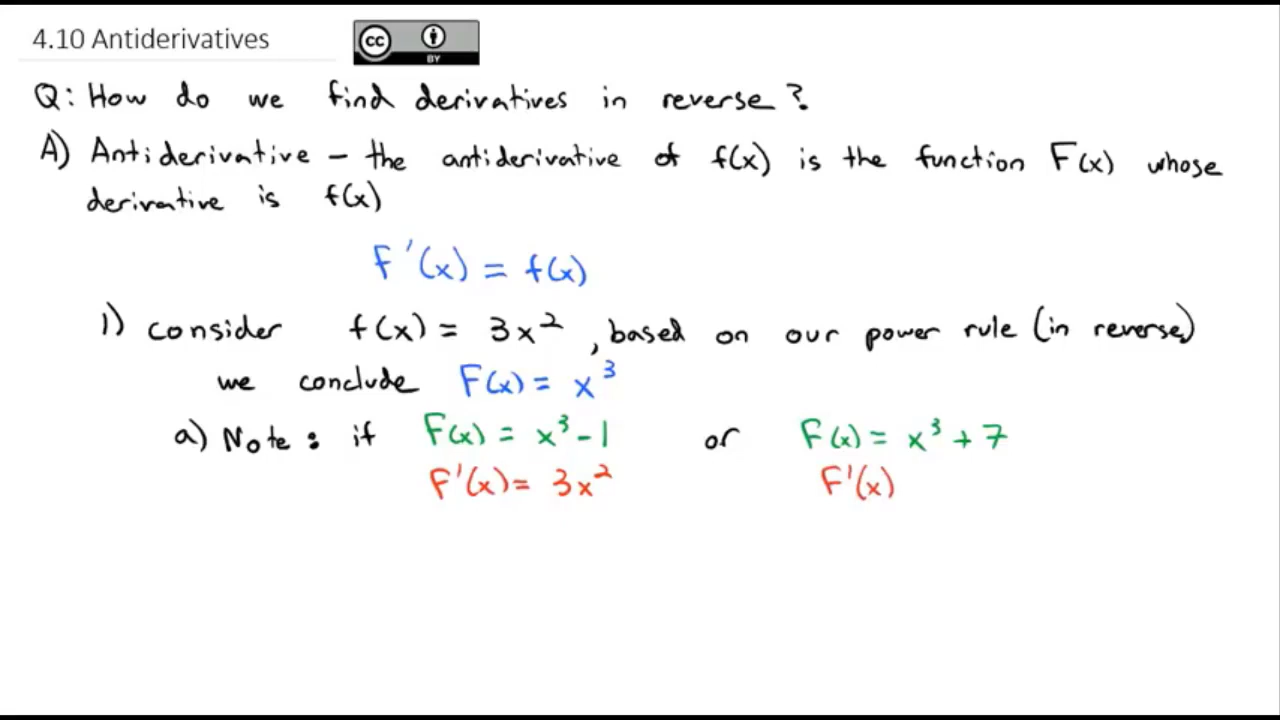 4.10 Antiderivatives
cc BY
Q: How do we find derivatives in reverse?
A) Antiderivative - the antiderivative of f(x) is the function F(x) whose
derivative is f(x)
F'(x) = f(x)
1) consider f(x) = 3x², based on our power rule (in reverse)
we conclude F(x) = x³
a) Note: if F(x) = x³ - 1 or F(x) = x³ + 7
F'(x) = 3x² F'(x)